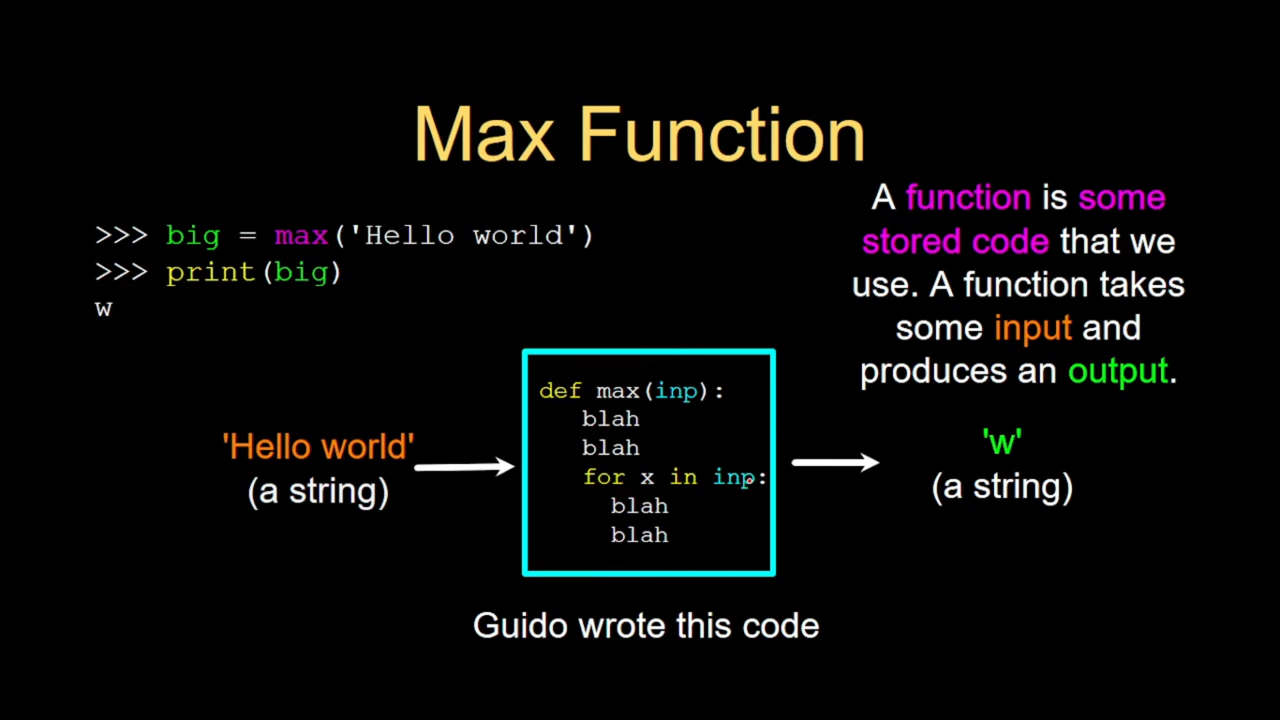 Max Function
>>> big = max('Hello world')
>>> print(big)
w
A function is some
stored code that we
use. A function takes
some input and
produces an output.
'Hello world'
(a string)
def max(inp):
blah
blah
for x in inp:
blah
blah
'w'
(a string)
Guido wrote this code